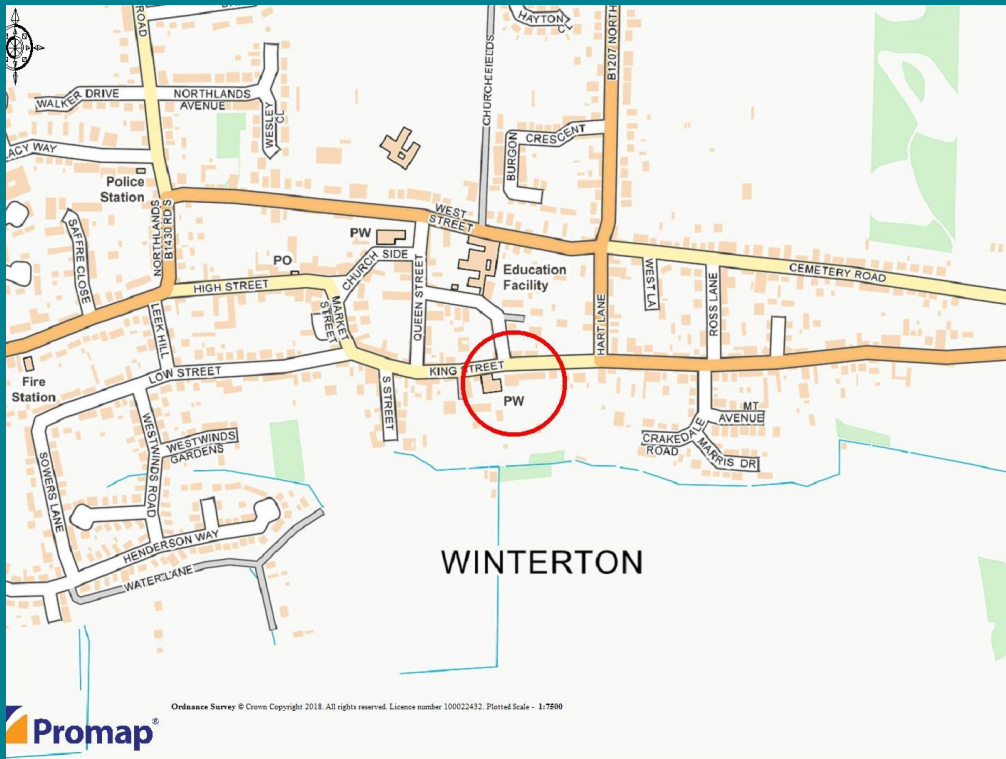 ROAD
HAYTON
CL
CHURCH FIELDS
B1207 NORTH
WALKER DRIVE
NORTHLANDS
AVENUE
WESLEY
CL
BURGON
CRESCENT
LACY WAY
Police
Station
NORTHLANDS
B1430 RD S
SAFFRE CLOSE
WEST
STREET
PW
CHURCH SIDE
PO
HIGH STREET
MARKET
STREET
QUEEN STREET
Education
Facility
HART LANE
WEST LA
ROSS LANE
CEMETERY ROAD
LEEK HILL
LOW STREET
KING STREET
PW
S STREET
Fire
Station
MT
AVENUE
CRAKEDALE
ROAD
MARRIS DR
SOWERS LANE
WESTWINDS ROAD
WESTWINDS
GARDENS
HENDERSON WAY
WATER LANE
WINTERTON
Ordnance Survey © Crown Copyright 2018. All rights reserved. Licence number 100022432. Plotted Scale - 1:7500
Promap®